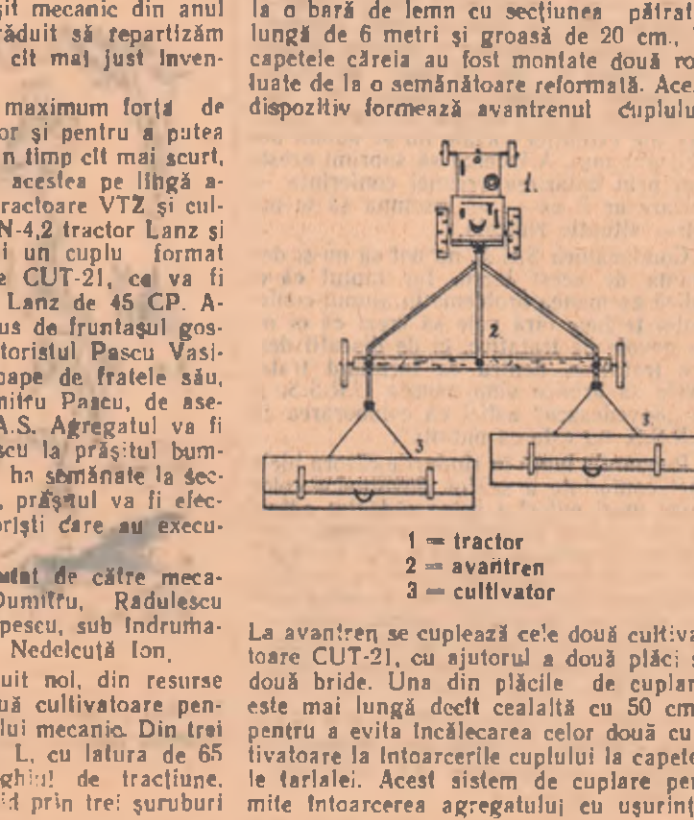 șit mecanic din anul
răduit să repartizăm
cît mai just inven-
maximum forța de
or și pentru a putea
n timp cît mai scurt,
acestea pe lîngă a-
ractoare VTZ și cul-
N-4,2 tractor Lanz și
i un cuplu format
e CUT-21, ce va fi
Lanz de 45 CP. A-
us de fruntașul gos-
toristul Pascu Vasi-
oape de fratele său,
mitru Pascu, de ase-
A.S. Agregatul va fi
scu la prășitul bum-
ha semănate la sec-
, prășitul va fi efec-
oriști care au execu-
de către meca-
Dumitru, Radulescu
pescu, sub îndruma-
Nedelcuță Ion.
uit noi, din resurse
uă cultivatoare pen-
lui mecanic. Din trei
L, cu latura de 65
ghiul de tracțiune,
d prin trei șuruburi
la o bară de lemn cu secțiunea pătrat
lungă de 6 metri și groasă de 20 cm.,
capetele căreia au fost montate două ro
luate de la o semănătoare reformată. Ace
dispozitiv formează avantrenul cuplulu
1.
2
3
3
1 = tractor
2 = avantren
3 = cultivator
La avantren se cuplează cele două cultiva
toare CUT-21, cu ajutorul a două plăci ș
două bride. Una din plăcile de cuplar
este mai lungă decît cealaltă cu 50 cm
pentru a evita încălecarea celor două cu
tivatoare la întoarcerile cuplului la capete
le tarlalei. Acest sistem de cuplare per
mite întoarcerea agregatului cu ușurinț